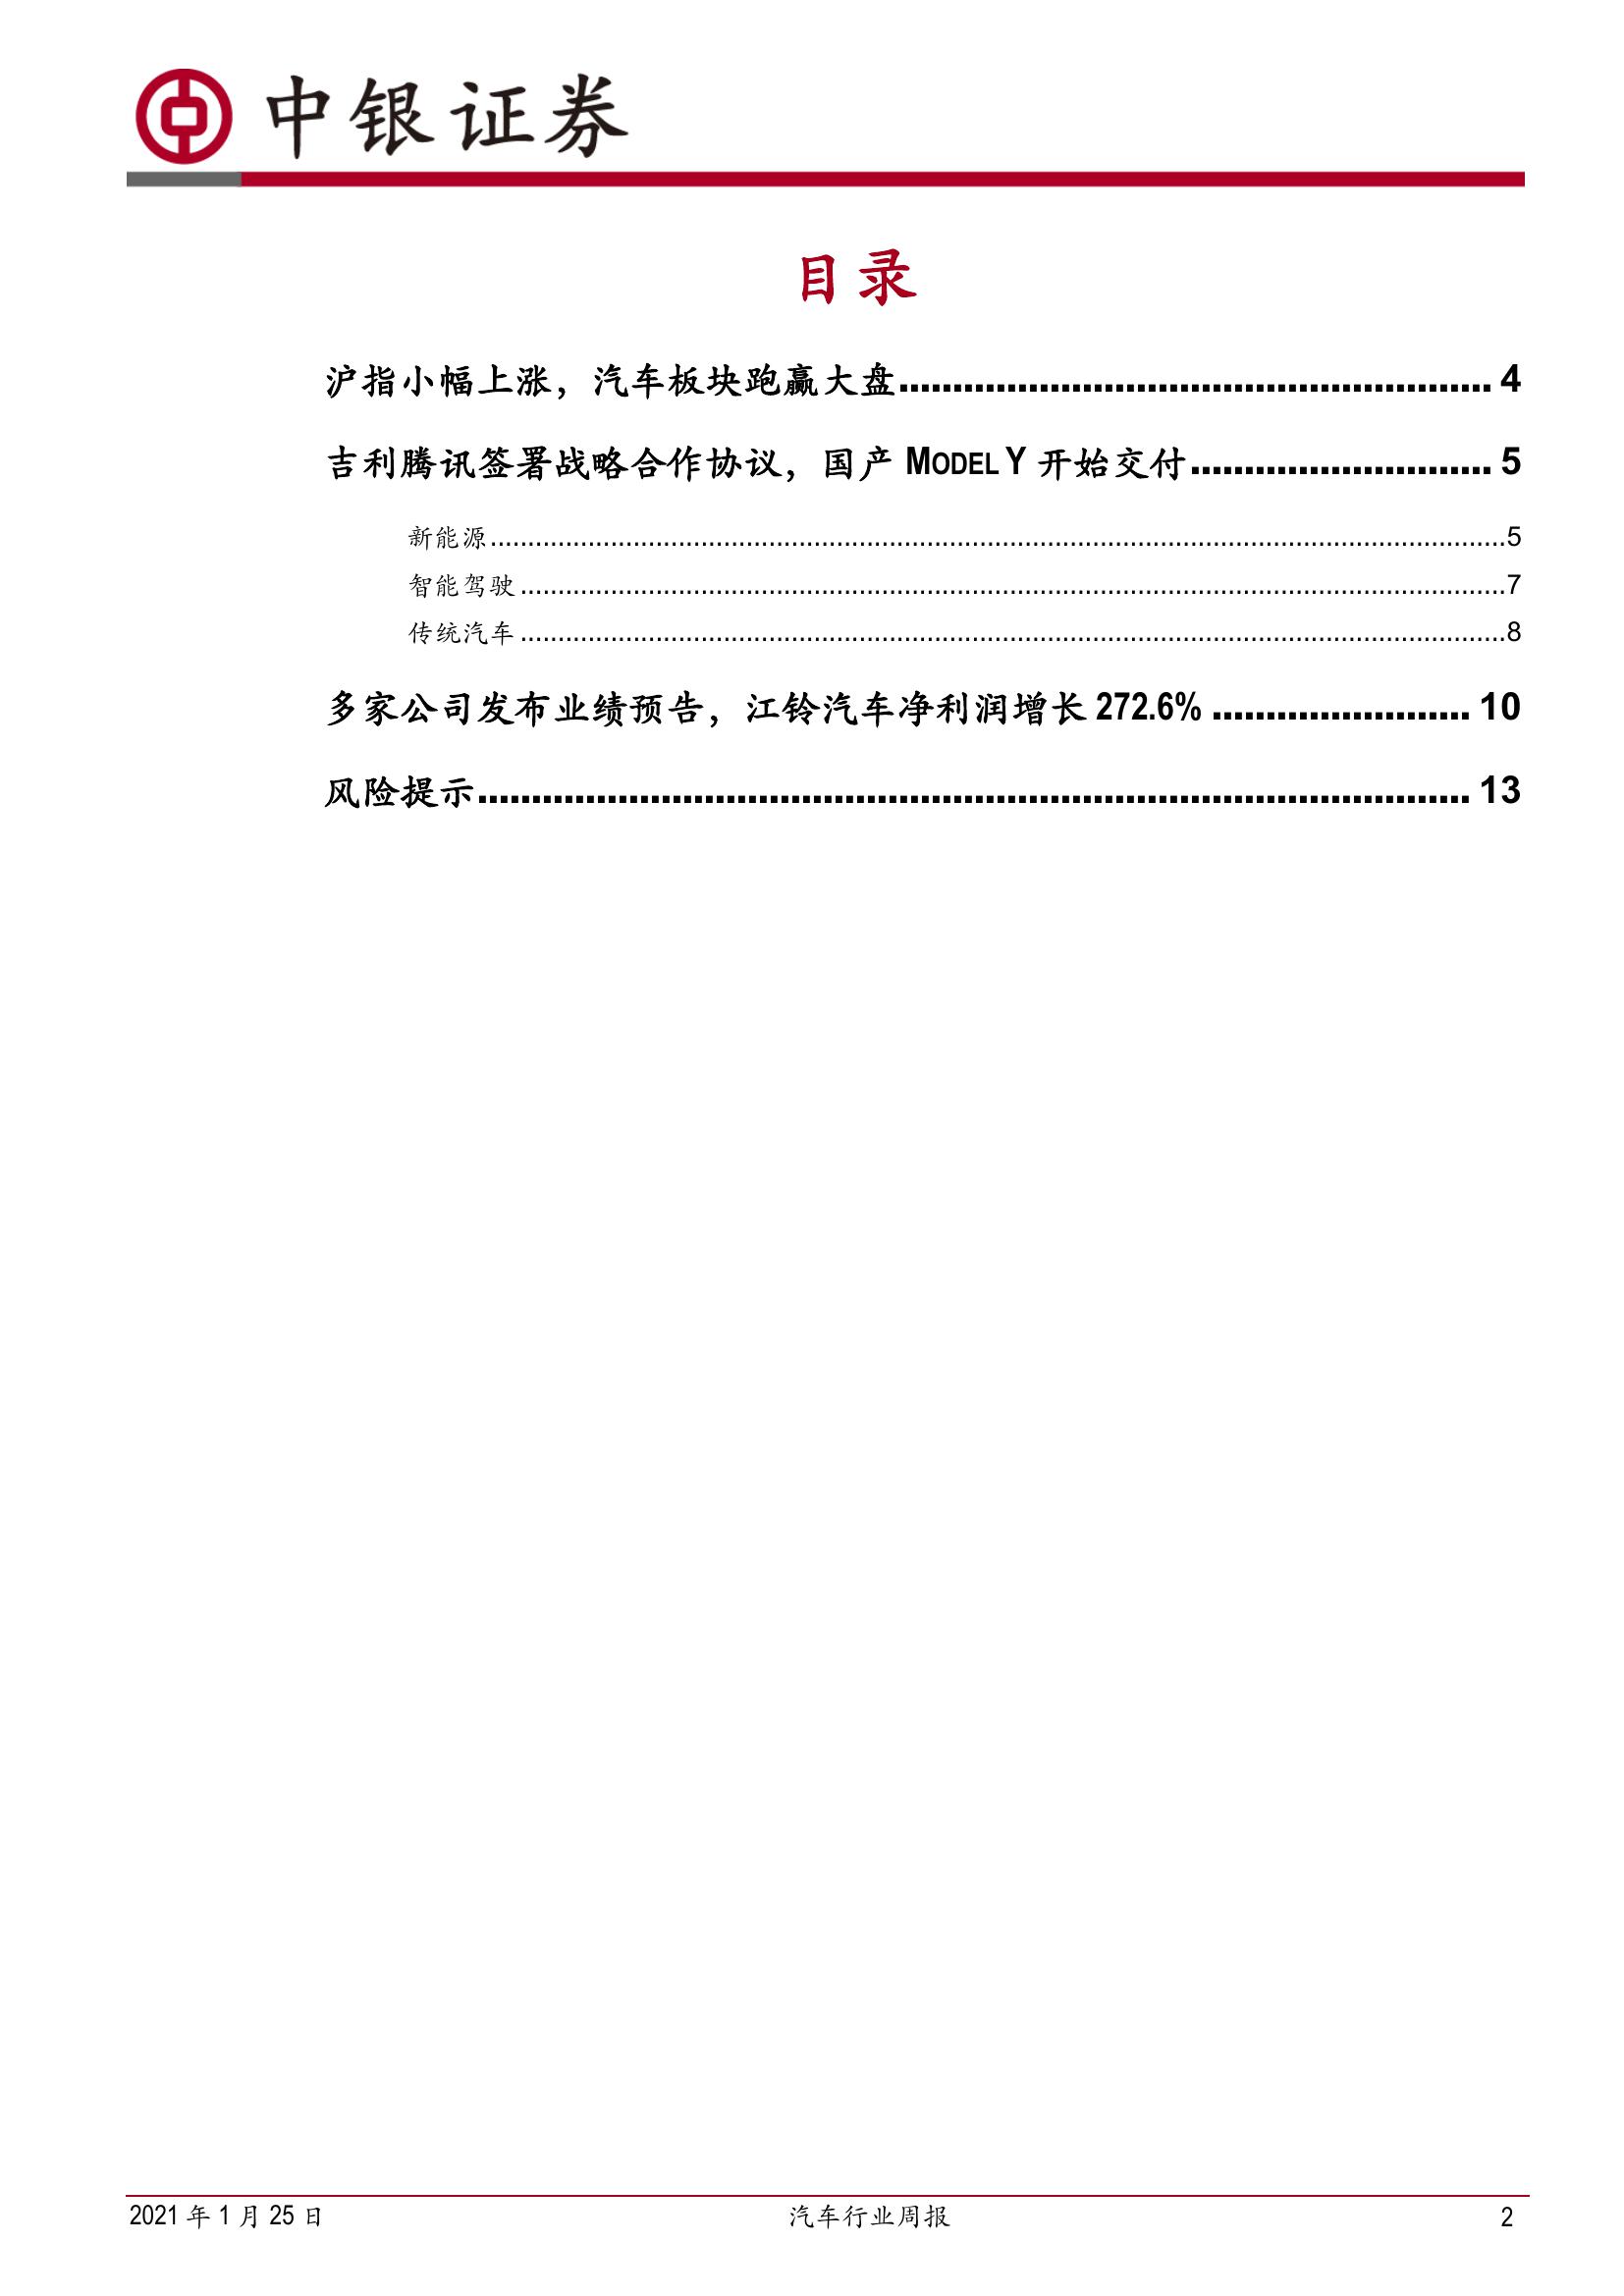 中银证券
目录
沪指小幅上涨，汽车板块跑赢大盘........................................................ 4
吉利腾讯签署战略合作协议，国产 MODEL Y 开始交付............................ 5
新能源........................................................................................................5
智能驾驶 ....................................................................................................7
传统汽车 ....................................................................................................8
多家公司发布业绩预告，江铃汽车净利润增长 272.6% ........................ 10
风险提示............................................................................................. 13
2021 年 1 月 25 日 汽车行业周报 2